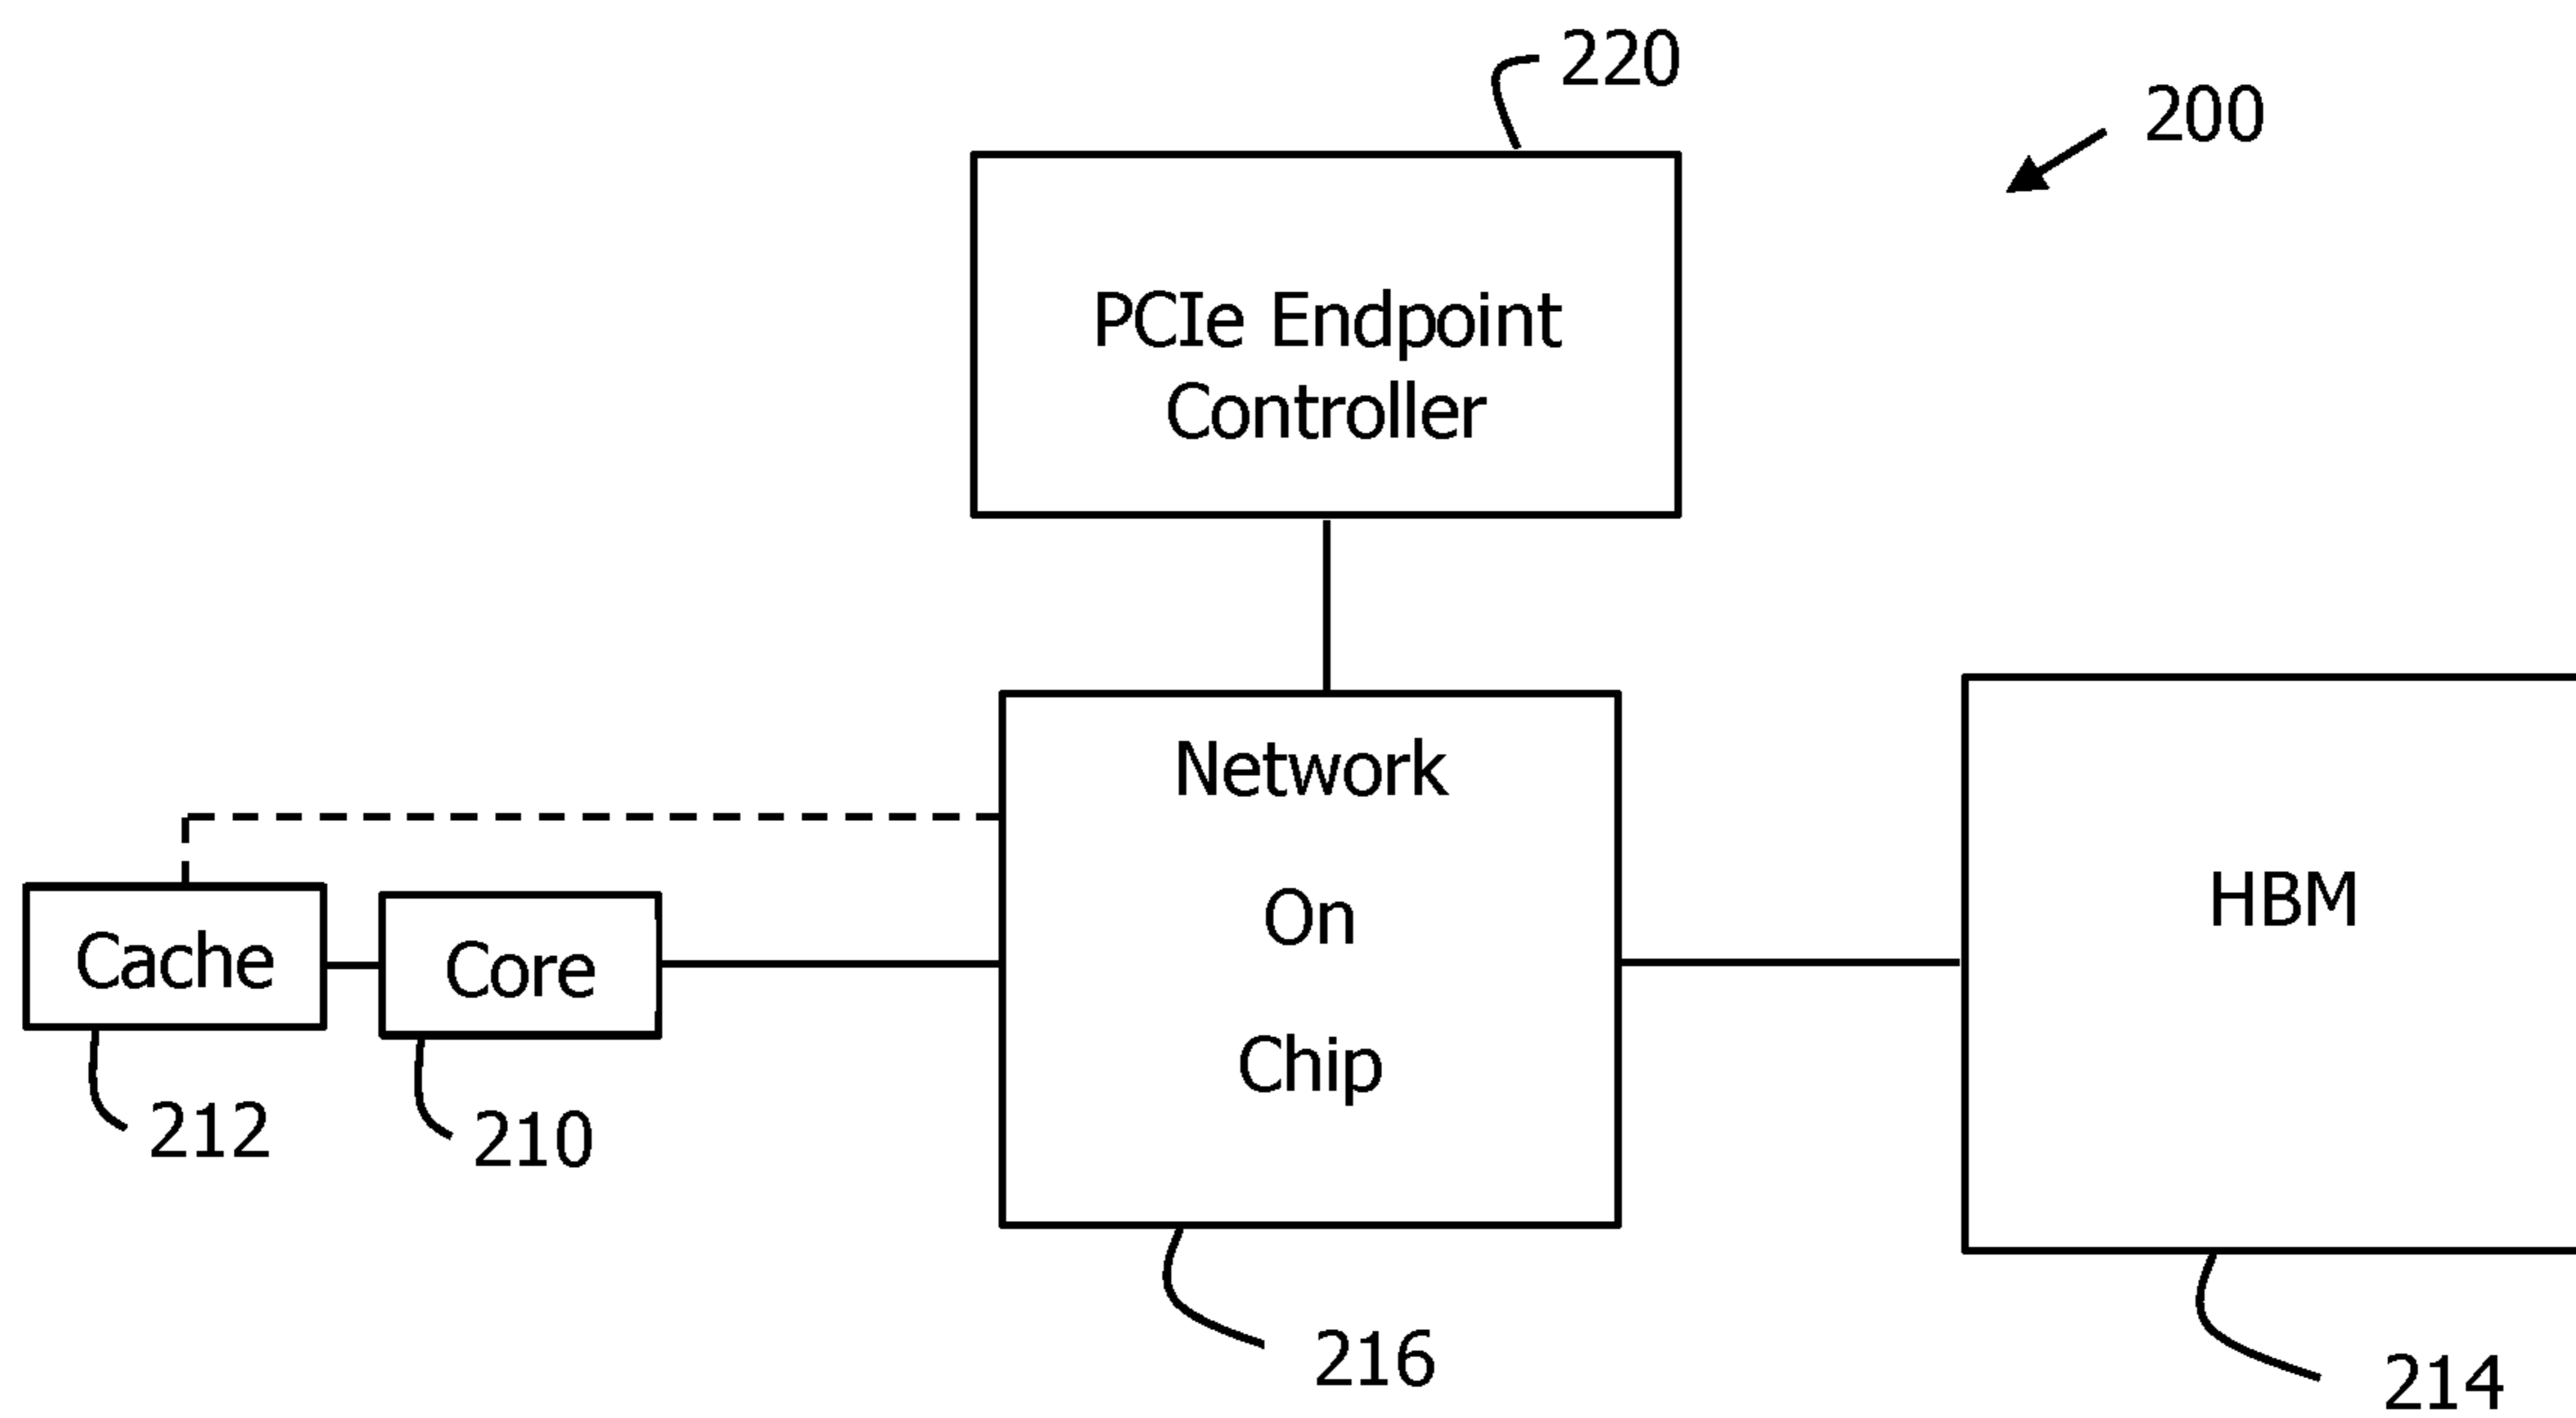 220
200
PCIe Endpoint
Controller
Network
On
Chip
HBM
Cache
Core
212
210
216
214